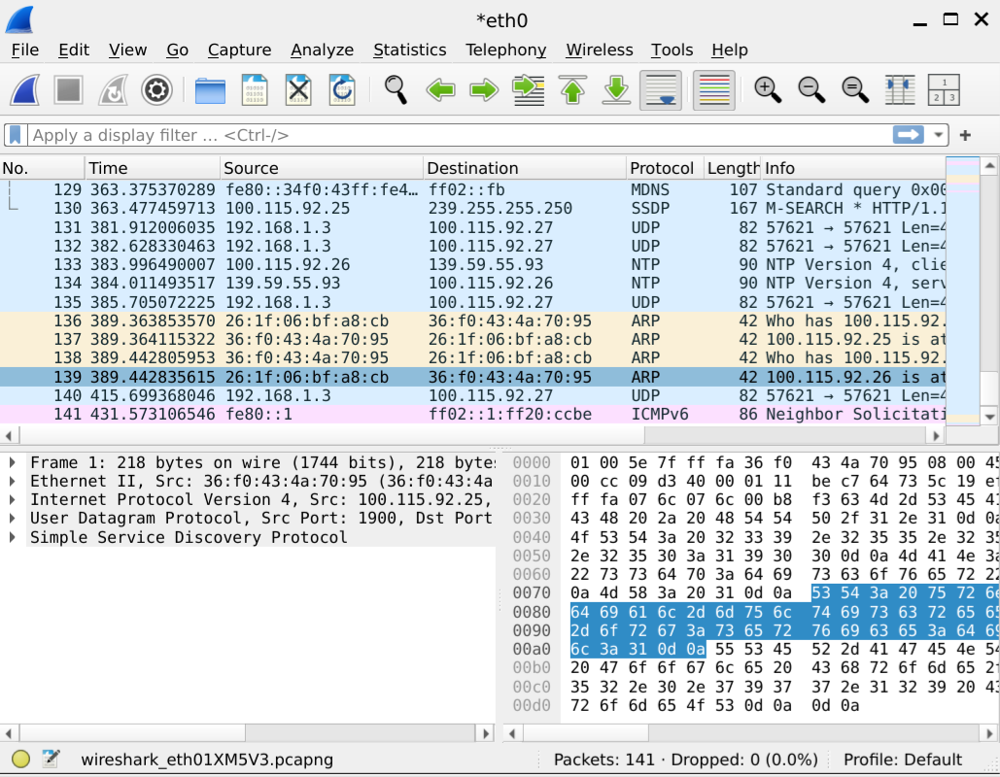 *eth0
File Edit View Go Capture Analyze Statistics Telephony Wireless Tools Help
Apply a display filter … <Ctrl-/>
No. Time Source Destination Protocol Length Info
129 363.375370289 fe80::34f0:43ff:fe4… ff02::fb MDNS 107 Standard query 0x00
130 363.477459713 100.115.92.25 239.255.255.250 SSDP 167 M-SEARCH * HTTP/1.1
131 381.912006035 192.168.1.3 100.115.92.27 UDP 82 57621 → 57621 Len=4
132 382.628330463 192.168.1.3 100.115.92.27 UDP 82 57621 → 57621 Len=4
133 383.996490007 100.115.92.26 139.59.55.93 NTP 90 NTP Version 4, clie
134 384.011493517 139.59.55.93 100.115.92.26 NTP 90 NTP Version 4, serv
135 385.705072225 192.168.1.3 100.115.92.27 UDP 82 57621 → 57621 Len=4
136 389.363853570 26:1f:06:bf:a8:cb 36:f0:43:4a:70:95 ARP 42 Who has 100.115.92.
137 389.364115322 36:f0:43:4a:70:95 26:1f:06:bf:a8:cb ARP 42 100.115.92.25 is at
138 389.442805953 36:f0:43:4a:70:95 26:1f:06:bf:a8:cb ARP 42 Who has 100.115.92.
139 389.442835615 26:1f:06:bf:a8:cb 36:f0:43:4a:70:95 ARP 42 100.115.92.26 is at
140 415.699368046 192.168.1.3 100.115.92.27 UDP 82 57621 → 57621 Len=4
141 431.573106546 fe80::1 ff02::1:ff20:ccbe ICMPv6 86 Neighbor Solicitati
Frame 1: 218 bytes on wire (1744 bits), 218 byte
Ethernet II, Src: 36:f0:43:4a:70:95 (36:f0:43:4a
Internet Protocol Version 4, Src: 100.115.92.25,
User Datagram Protocol, Src Port: 1900, Dst Port
Simple Service Discovery Protocol
0000 01 00 5e 7f ff fa 36 f0 43 4a 70 95 08 00 45
0010 00 cc 09 d3 40 00 01 11 be c7 64 73 5c 19 ef
0020 ff fa 07 6c 07 6c 00 b8 f3 63 4d 2d 53 45 41
0030 43 48 20 2a 20 48 54 54 50 2f 31 2e 31 0d 0a
0040 4f 53 54 3a 20 32 33 39 2e 32 35 35 2e 32 35
0050 2e 32 35 30 3a 31 39 30 30 0d 0a 4d 41 4e 3a
0060 22 73 73 64 70 3a 64 69 73 63 6f 76 65 72 22
0070 0a 4d 58 3a 20 31 0d 0a 53 54 3a 20 75 72 6e
0080 64 69 61 6c 2d 6d 75 6c 74 69 73 63 72 65 65
0090 2d 6f 72 67 3a 73 65 72 76 69 63 65 3a 64 69
00a0 6c 3a 31 0d 0a 55 53 45 52 2d 41 47 45 4e 54
00b0 20 47 6f 6f 67 6c 65 20 43 68 72 6f 6d 65 2f
00c0 35 32 2e 30 2e 37 39 37 37 2e 31 32 39 20 43
00d0 72 6f 6d 65 4f 53 0d 0a 0d 0a
wireshark_eth01XM5V3.pcapng Packets: 141 · Dropped: 0 (0.0%) Profile: Default